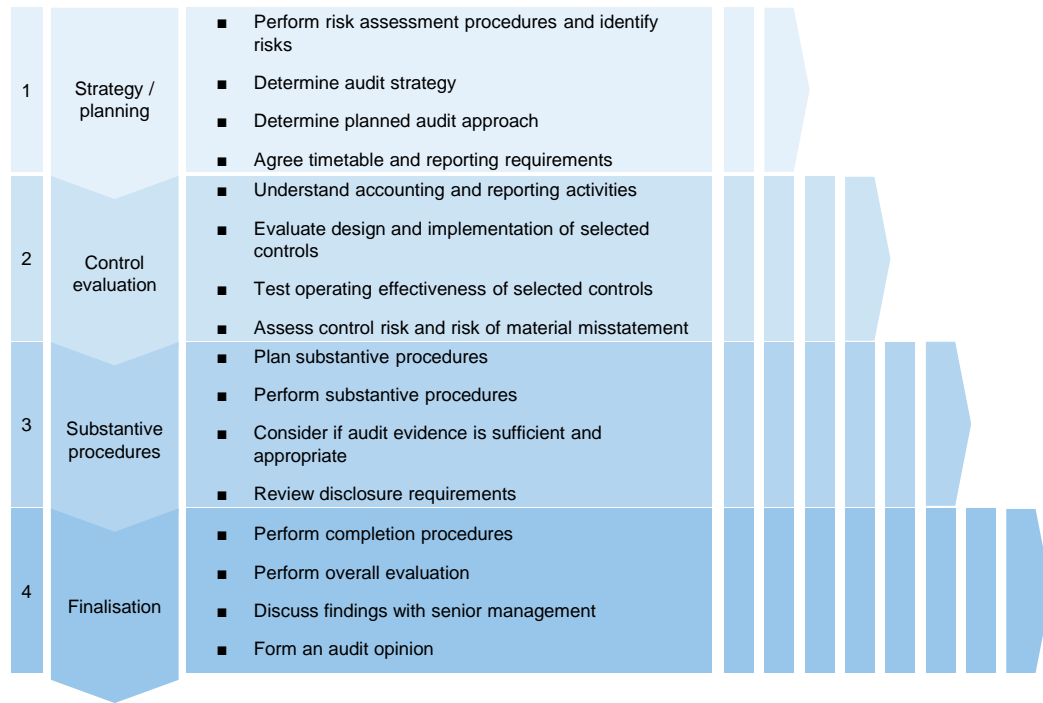 1
Strategy /
planning
■ Perform risk assessment procedures and identify
risks
■ Determine audit strategy
■ Determine planned audit approach
■ Agree timetable and reporting requirements
2
Control
evaluation
■ Understand accounting and reporting activities
■ Evaluate design and implementation of selected
controls
■ Test operating effectiveness of selected controls
■ Assess control risk and risk of material misstatement
3
Substantive
procedures
■ Plan substantive procedures
■ Perform substantive procedures
■ Consider if audit evidence is sufficient and
appropriate
■ Review disclosure requirements
4
Finalisation
■ Perform completion procedures
■ Perform overall evaluation
■ Discuss findings with senior management
■ Form an audit opinion